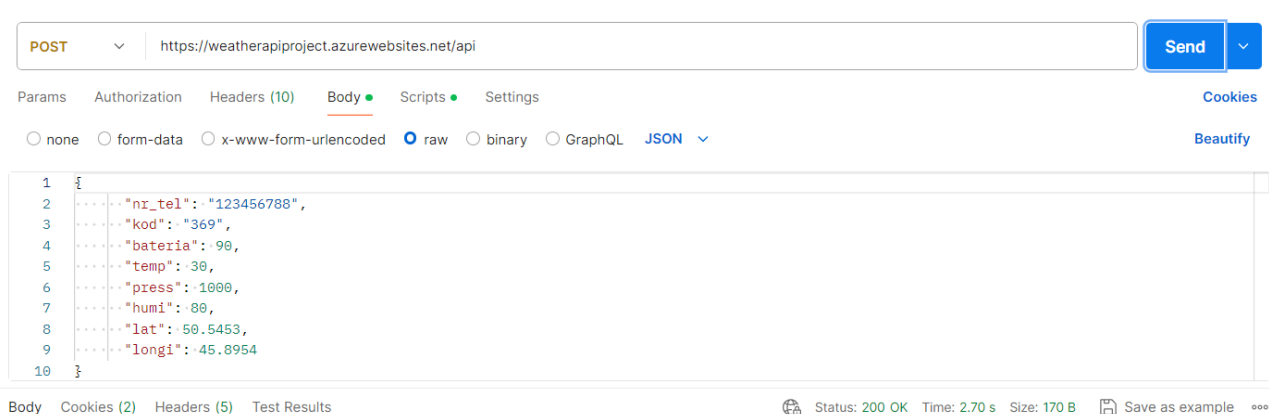 POST https://weatherapiproject.azurewebsites.net/api Send
Params Authorization Headers (10) Body Scripts Settings Cookies
none form-data x-www-form-urlencoded raw binary GraphQL JSON Beautify
1 {
2 "nr_tel": "123456788",
3 "kod": "369",
4 "bateria": 90,
5 "temp": 30,
6 "press": 1000,
7 "humi": 80,
8 "lat": 50.5453,
9 "longi": 45.8954
10 }
Body Cookies (2) Headers (5) Test Results Status: 200 OK Time: 2.70 s Size: 170 B Save as example